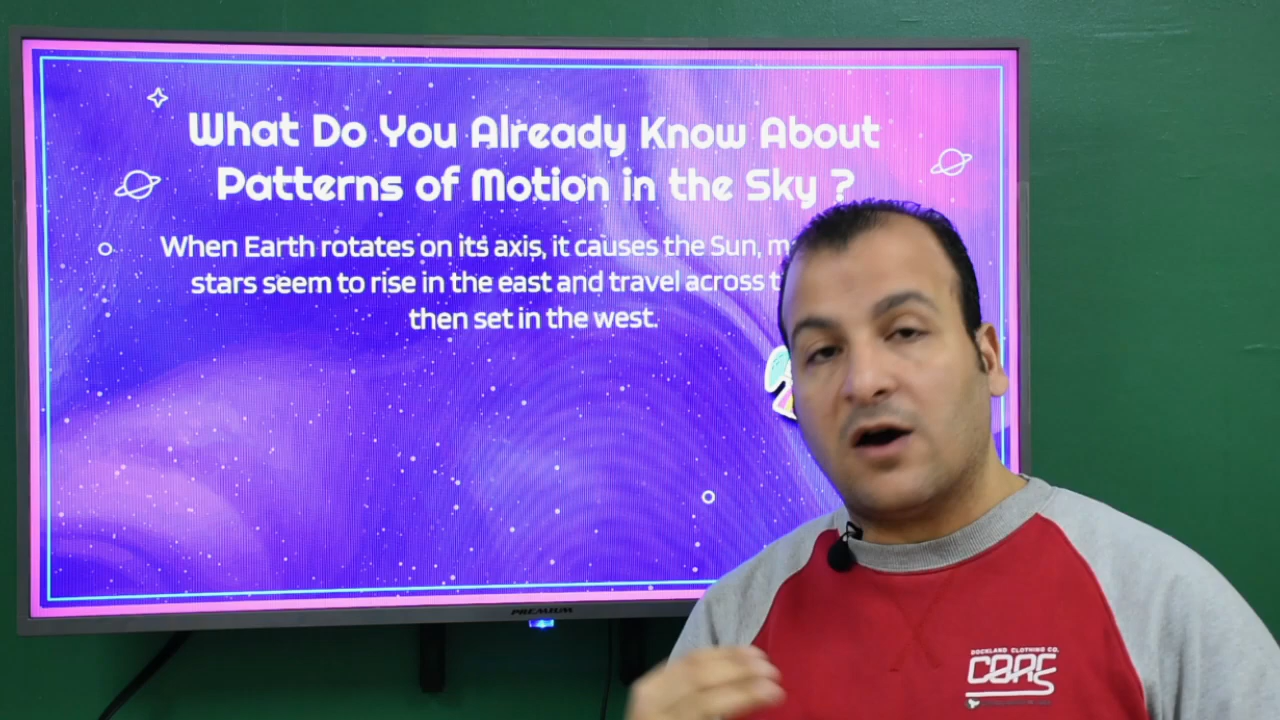 What Do You Already Know About
Patterns of Motion in the Sky ?
When Earth rotates on its axis, it causes the Sun,
stars seem to rise in the east and travel across
then set in the west.
PREMIUM
DOCKLAND CLOTHING CO.
CORS